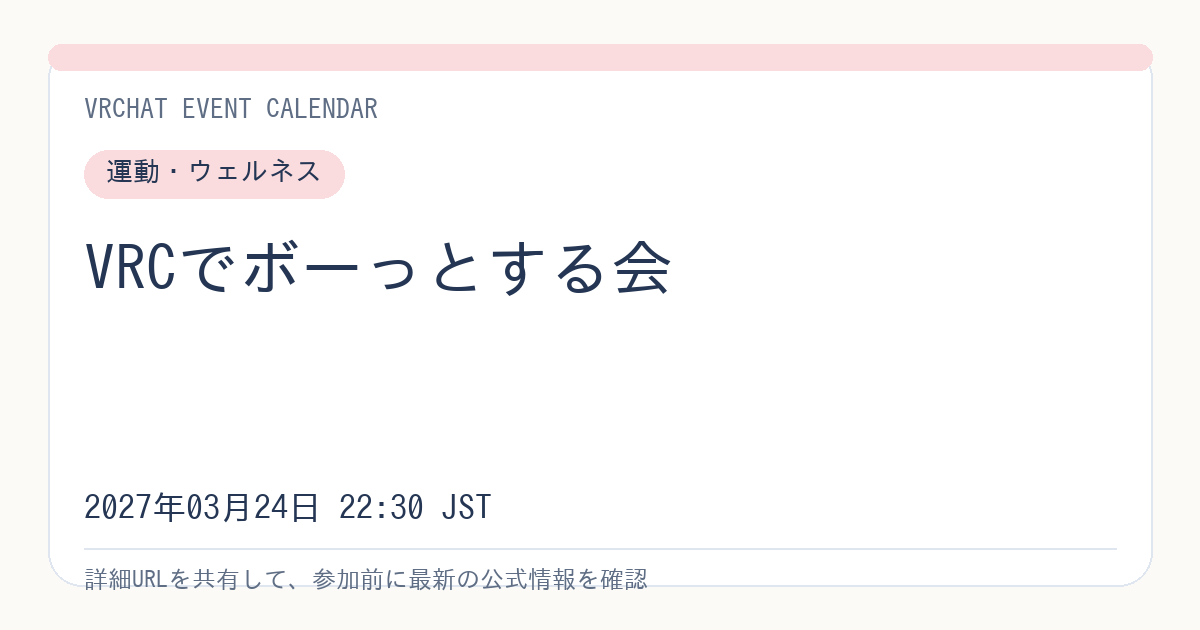 VRCHAT EVENT CALENDAR
運動・ウェルネス
VRCでボーっとする会
2027年03月24日 22:30 JST
詳細URLを共有して、参加前に最新の公式情報を確認